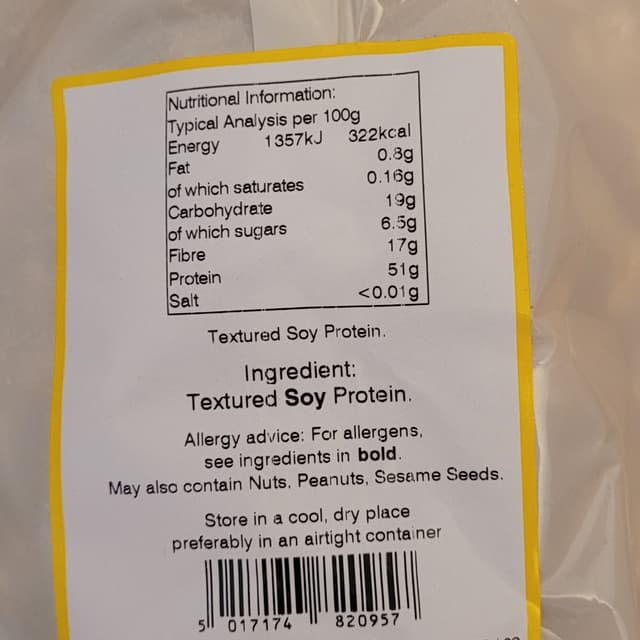 Nutritional Information:
Typical Analysis per 100g
Energy 1357kJ 322kcal
Fat 0.8g
of which saturates 0.16g
Carbohydrate 19g
of which sugars 6.5g
Fibre 17g
Protein 51g
Salt <0.01g
Textured Soy Protein.
Ingredient:
Textured Soy Protein.
Allergy advice: For allergens,
see ingredients in bold.
May also contain Nuts, Peanuts, Sesame Seeds.
Store in a cool, dry place
preferably in an airtight container
5 017174 820957